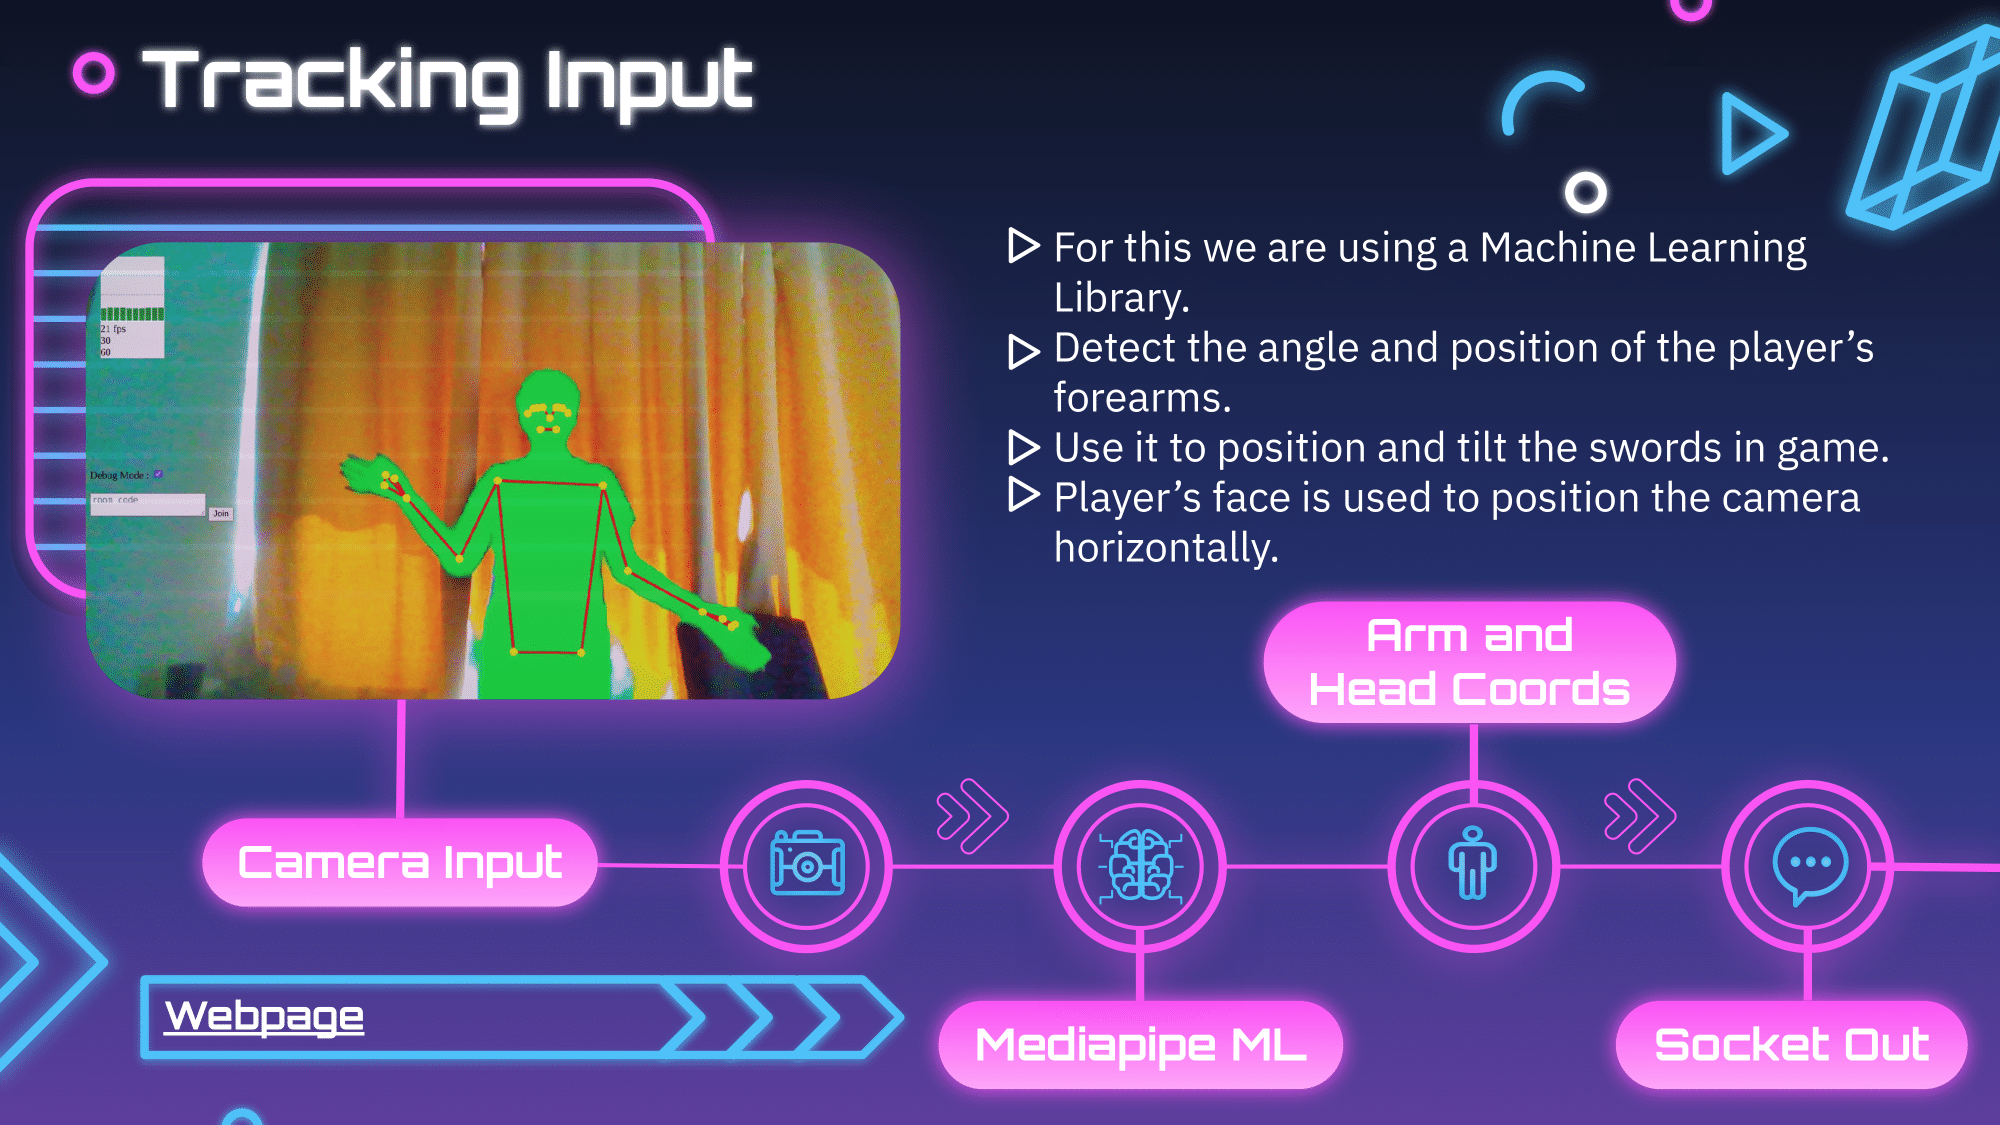 Tracking Input
21 fps
30
60
Debug Mode :
room code
Join
For this we are using a Machine Learning
Library.
Detect the angle and position of the player’s
forearms.
Use it to position and tilt the swords in game.
Player’s face is used to position the camera
horizontally.
Arm and
Head Coords
Camera Input
Webpage
Mediapipe ML
Socket Out